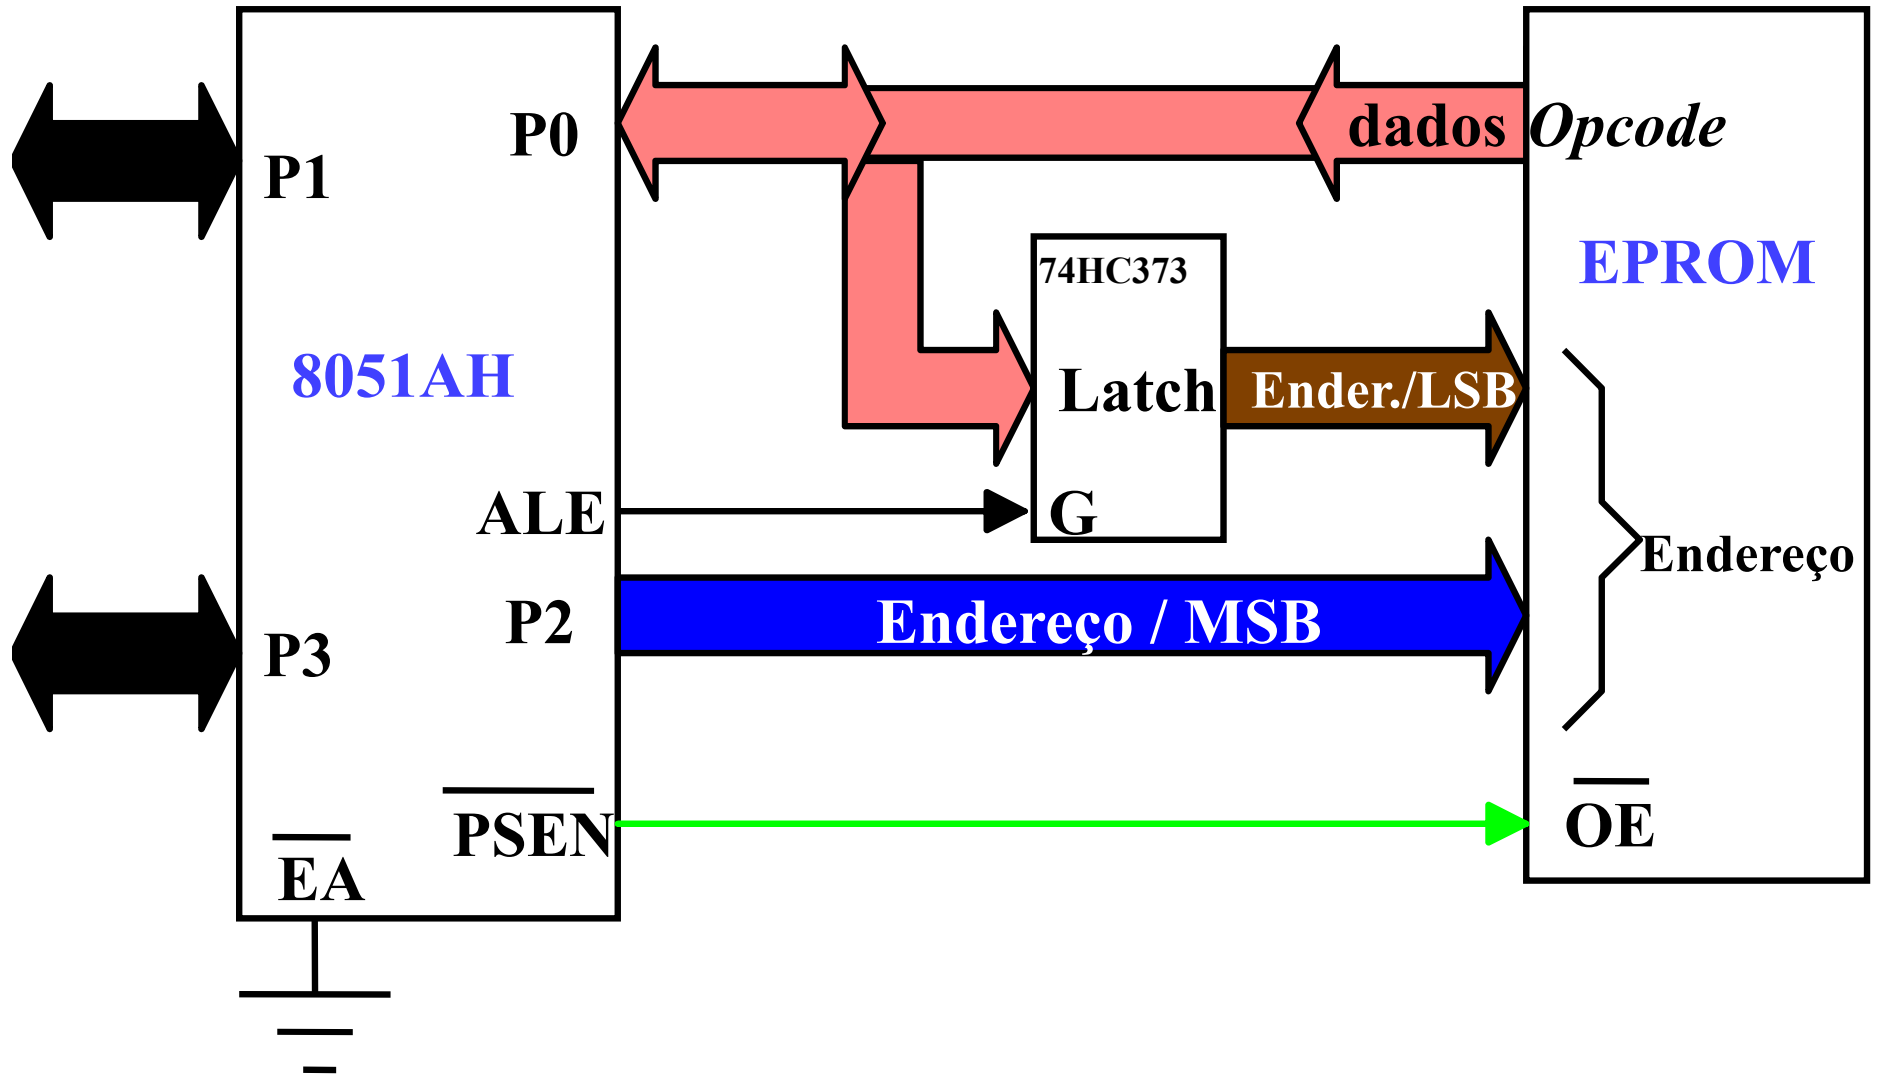 P0
dados Opcode
P1
74HC373
EPROM
8051AH
Latch
Ender./LSB
ALE
G
Endereço
P2
Endereço / MSB
P3
PSEN
OE
EA